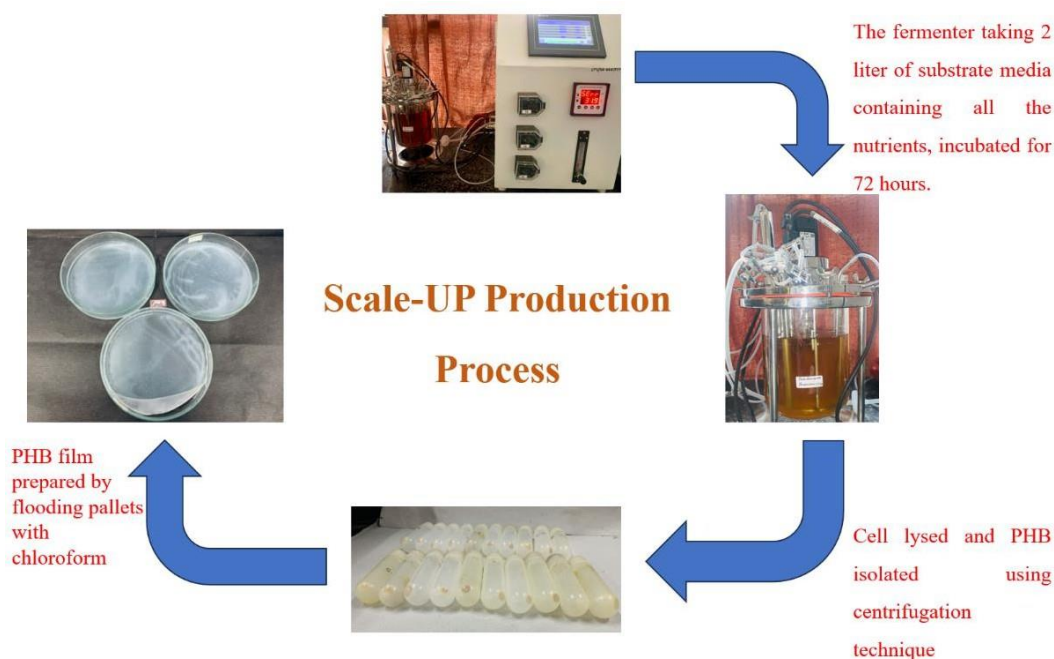 The fermenter taking 2
liter of substrate media
containing all the
nutrients, incubated for
72 hours.
Scale-UP Production
Process
PHB film
prepared by
flooding pallets
with
chloroform
Cell lysed and PHB
isolated using
centrifugation
technique